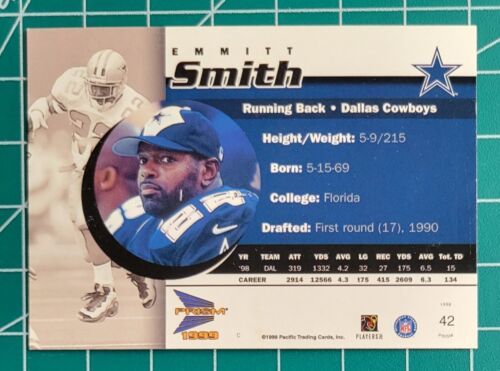 EMMITT
Smith
Running Back • Dallas Cowboys
Height/Weight: 5-9/215
Born: 5-15-69
College: Florida
Drafted: First round (17), 1990
YR TEAM ATT YDS AVG LG REC YDS AVG Tot. TD
'98 DAL 319 1332 4.2 32 27 175 6.5 15
CAREER 2914 12566 4.3 t75 415 2609 6.3 134
PRISM
1999
©1999 Pacific Trading Cards, Inc.
PLAYERS
NFL
42
22